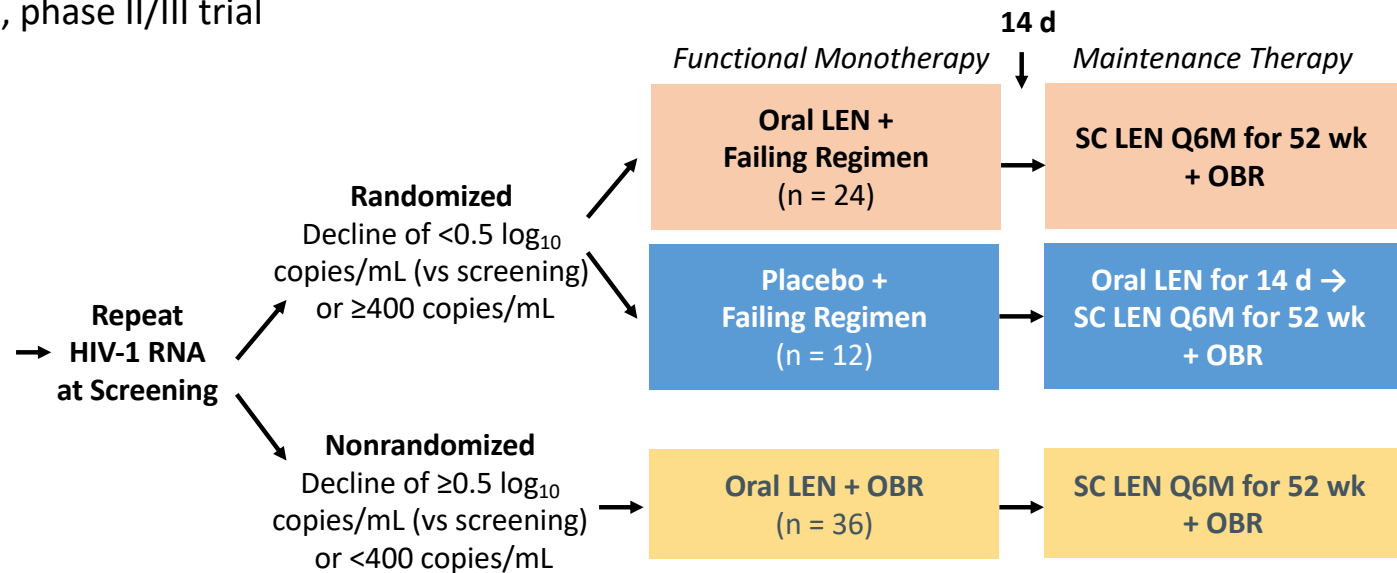 , phase II/III trial
14 d
Functional Monotherapy
Maintenance Therapy
Oral LEN +
Failing Regimen
(n = 24)
SC LEN Q6M for 52 wk
+ OBR
Randomized
Decline of <0.5 log₁₀
copies/mL (vs screening)
or ≥400 copies/mL
Placebo +
Failing Regimen
(n = 12)
Oral LEN for 14 d →
SC LEN Q6M for 52 wk
+ OBR
Repeat
HIV-1 RNA
at Screening
Nonrandomized
Decline of ≥0.5 log₁₀
copies/mL (vs screening)
or <400 copies/mL
Oral LEN + OBR
(n = 36)
SC LEN Q6M for 52 wk
+ OBR